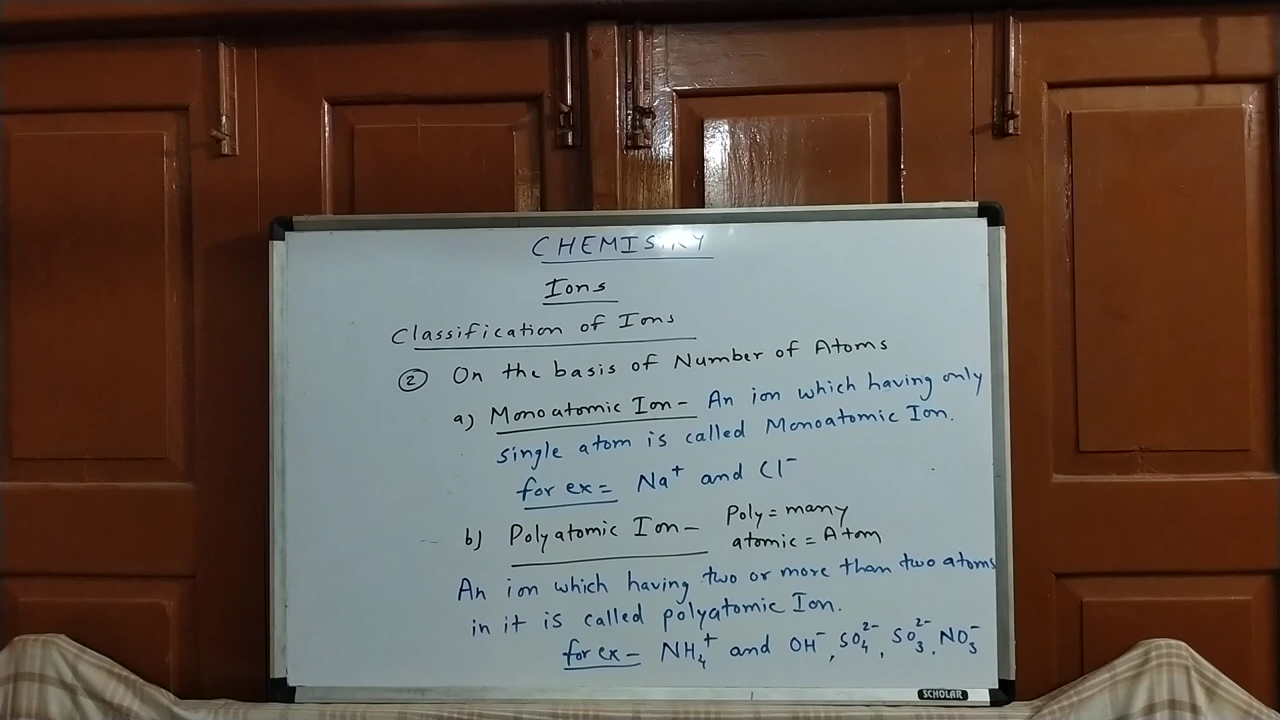 CHEMISTRY
Ions
Classification of Ions
② On the basis of Number of Atoms
a) Monoatomic Ion- An ion which having only
single atom is called Monoatomic Ion.
for ex= Na⁺ and Cl⁻
b) Polyatomic Ion- Poly = many
atomic = Atom
An ion which having two or more than two atoms
in it is called polyatomic Ion.
for ex- NH₄⁺ and OH⁻, SO₄²⁻, SO₃²⁻, NO₃⁻
SCHOLAR